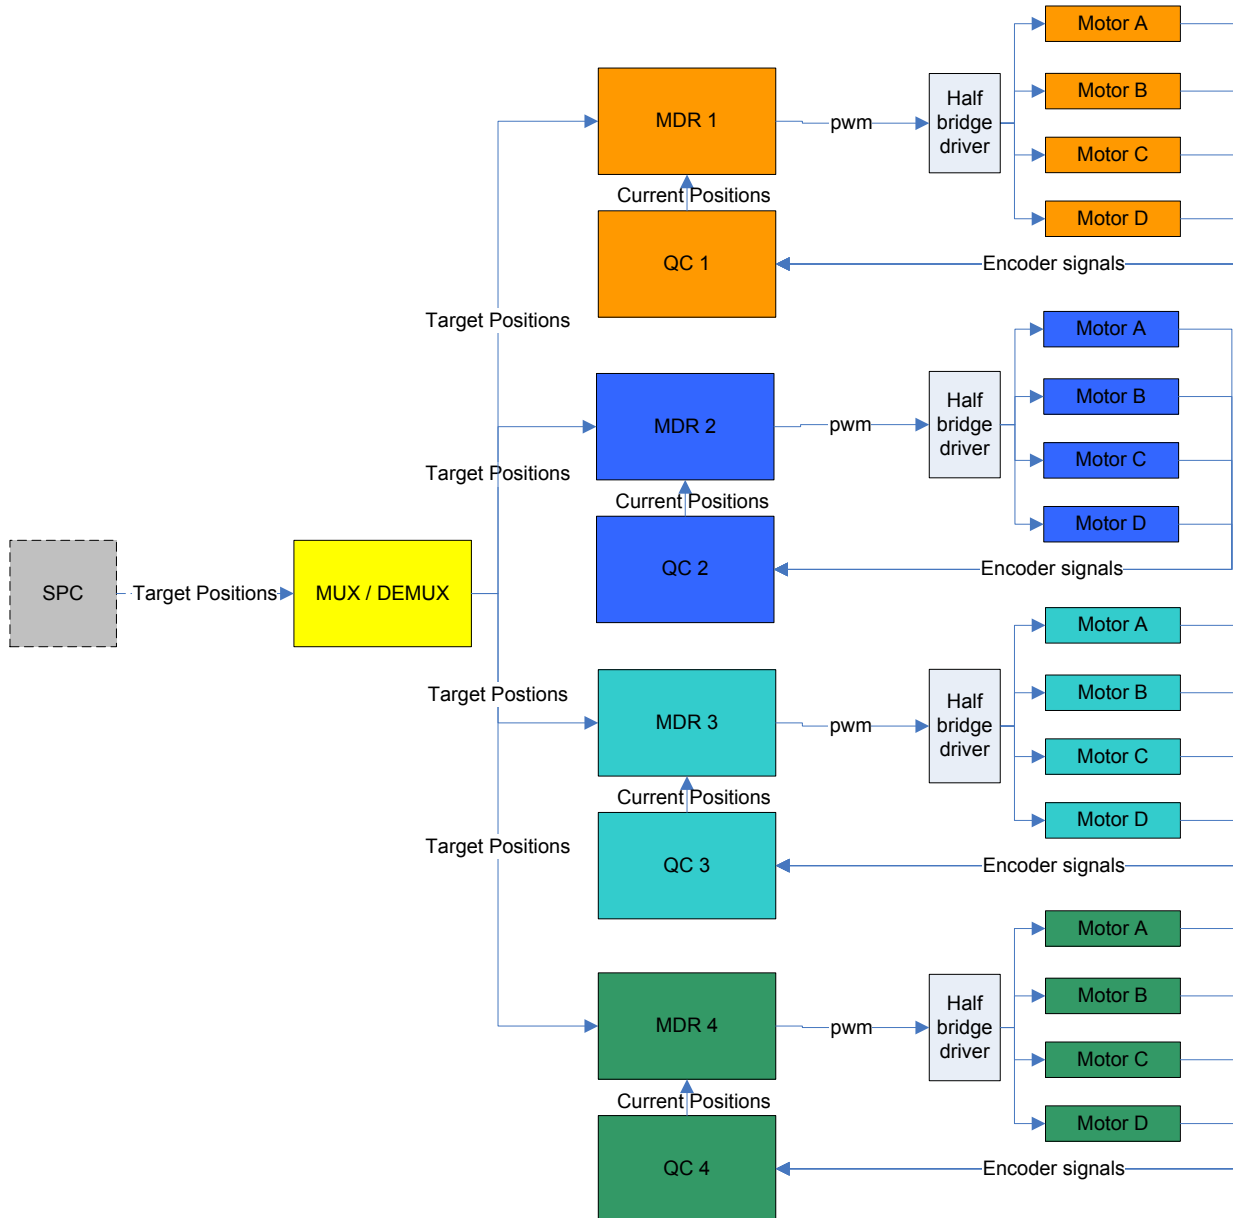 Motor A
Motor B
Motor C
Motor D
MDR 1
pwm
Half
bridge
driver
Current Positions
QC 1
Encoder signals
Target Positions
Motor A
Motor B
Motor C
Motor D
MDR 2
pwm
Half
bridge
driver
Target Positions
Current Positions
QC 2
Encoder signals
SPC
Target Positions
MUX / DEMUX
Motor A
Motor B
Motor C
Motor D
Target Postions
MDR 3
pwm
Half
bridge
driver
Current Positions
QC 3
Encoder signals
Target Positions
Motor A
Motor B
Motor C
Motor D
MDR 4
pwm
Half
bridge
driver
Current Positions
QC 4
Encoder signals